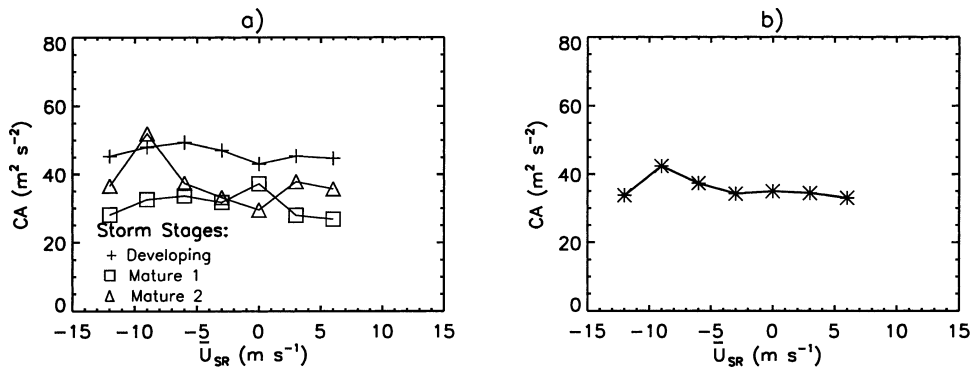 a)
80
60
40
20
0
CA (m² s⁻²)
Storm Stages:
+ Developing
□ Mature 1
△ Mature 2
−15 −10 −5 0 5 10 15
U̅SR (m s⁻¹)
b)
80
60
40
20
0
CA (m² s⁻²)
−15 −10 −5 0 5 10 15
U̅SR (m s⁻¹)